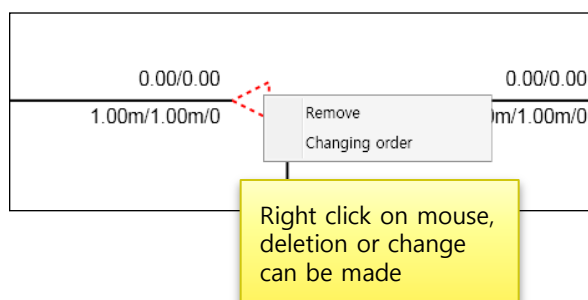 0.00/0.00 0.00/0.00
1.00m/1.00m/0 m/1.00m/0
Remove
Changing order
Right click on mouse,
deletion or change
can be made